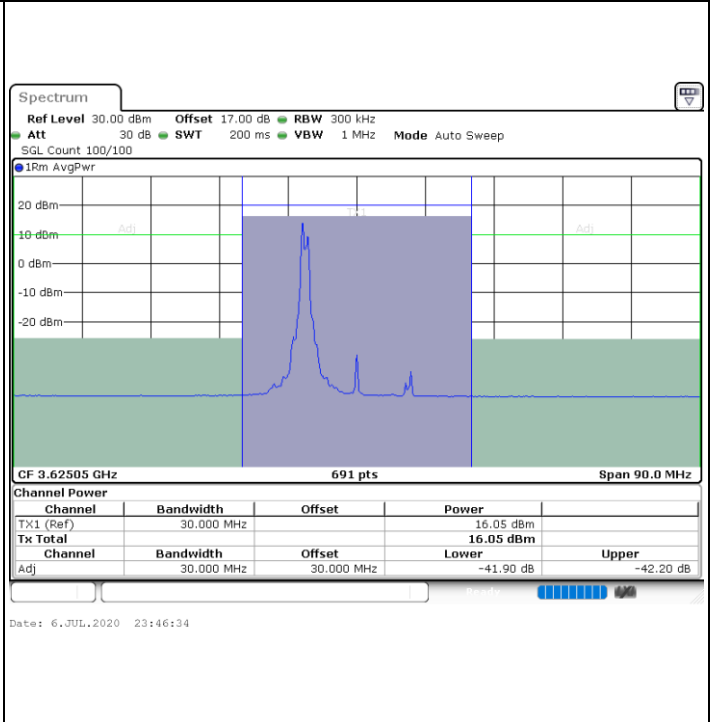 Spectrum
Ref Level 30.00 dBm Offset 17.00 dB RBW 300 kHz
Att 30 dB SWT 200 ms VBW 1 MHz Mode Auto Sweep
SGL Count 100/100
1Rm AvgPwr
20 dBm
TX1
Adj
Adj
10 dBm
0 dBm
-10 dBm
-20 dBm
CF 3.62505 GHz 691 pts Span 90.0 MHz
Channel Power
Channel Bandwidth Offset Power
TX1 (Ref) 30.000 MHz 16.05 dBm
Tx Total 16.05 dBm
Channel Bandwidth Offset Lower Upper
Adj 30.000 MHz 30.000 MHz -41.90 dB -42.20 dB
Ready
Date: 6.JUL.2020 23:46:34